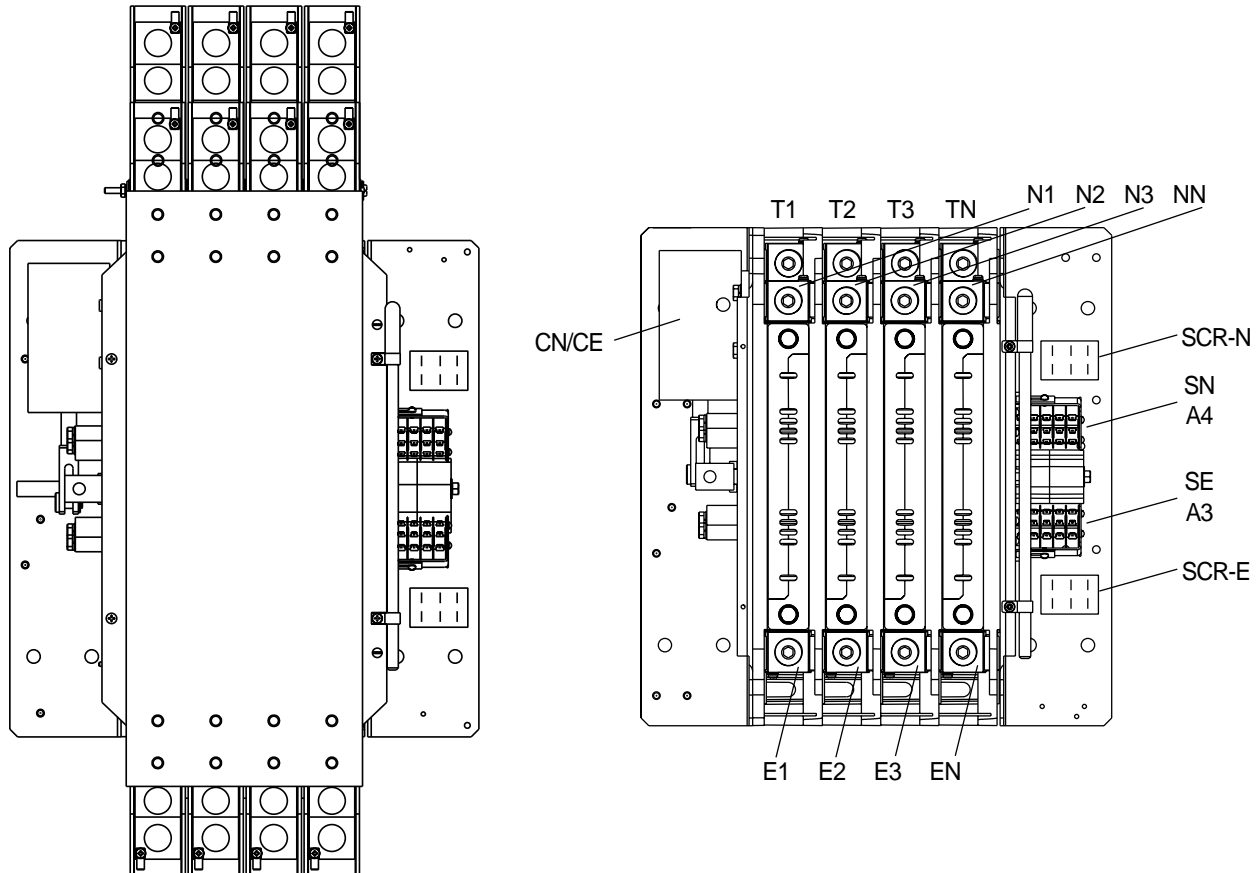 N1 N2 N3 NN
T1 T2 T3 TN
CN/CE
SCR-N
SN
A4
SE
A3
SCR-E
E1 E2 E3 EN